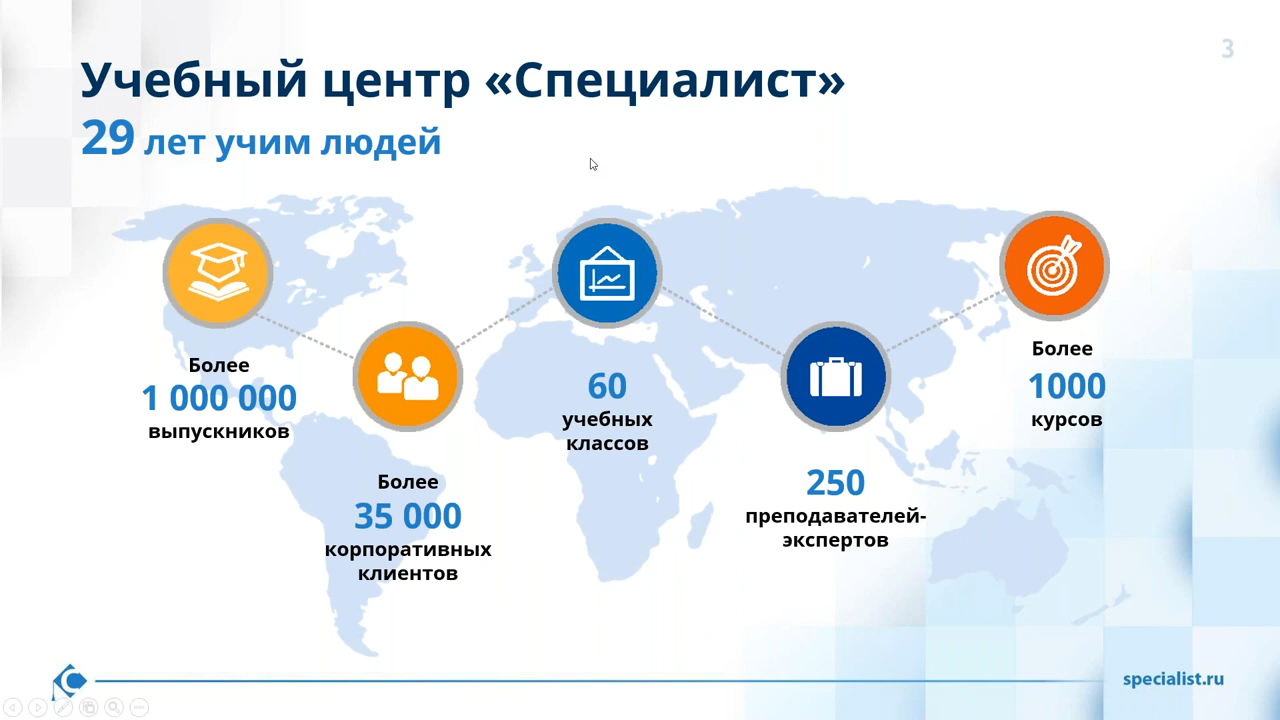 3
Учебный центр «Специалист»
29 лет учим людей
Более
1 000 000
выпускников
Более
35 000
корпоративных
клиентов
60
учебных
классов
250
преподавателей-
экспертов
Более
1000
курсов
specialist.ru